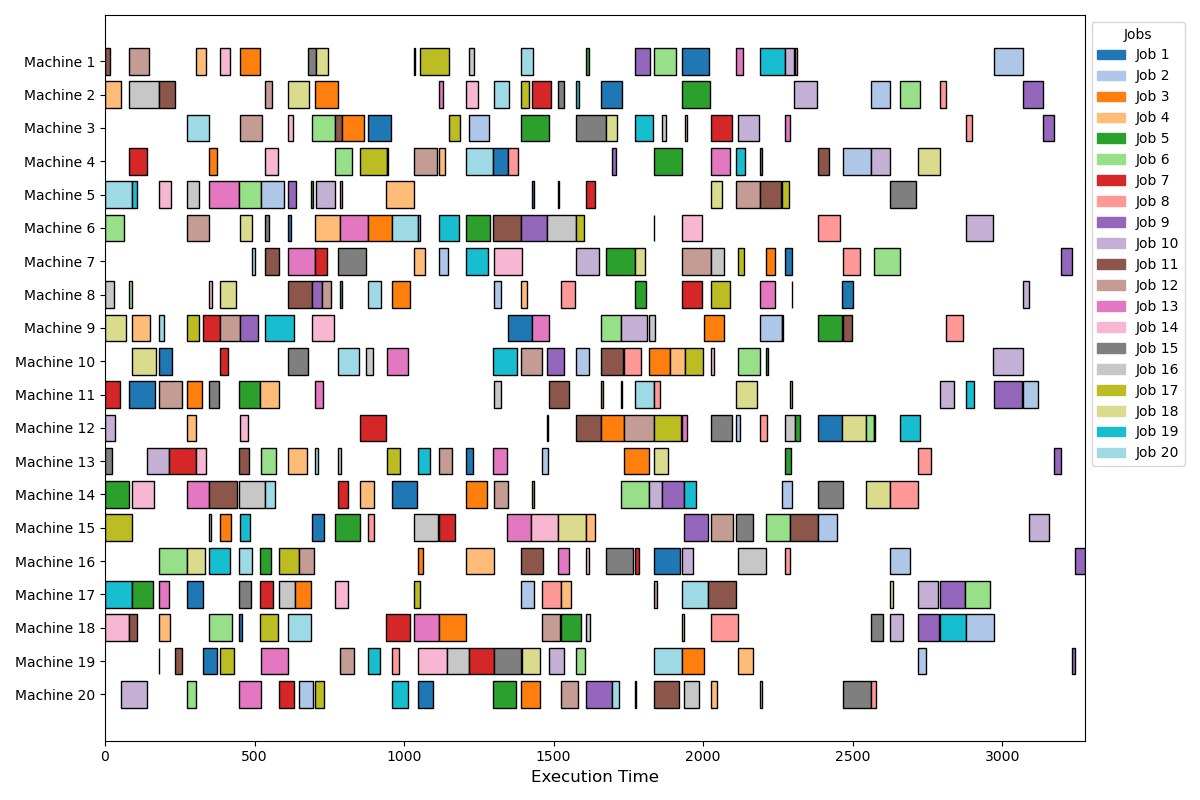 Machine 1
Machine 2
Machine 3
Machine 4
Machine 5
Machine 6
Machine 7
Machine 8
Machine 9
Machine 10
Machine 11
Machine 12
Machine 13
Machine 14
Machine 15
Machine 16
Machine 17
Machine 18
Machine 19
Machine 20
0 500 1000 1500 2000 2500 3000
Execution Time
Jobs
Job 1
Job 2
Job 3
Job 4
Job 5
Job 6
Job 7
Job 8
Job 9
Job 10
Job 11
Job 12
Job 13
Job 14
Job 15
Job 16
Job 17
Job 18
Job 19
Job 20